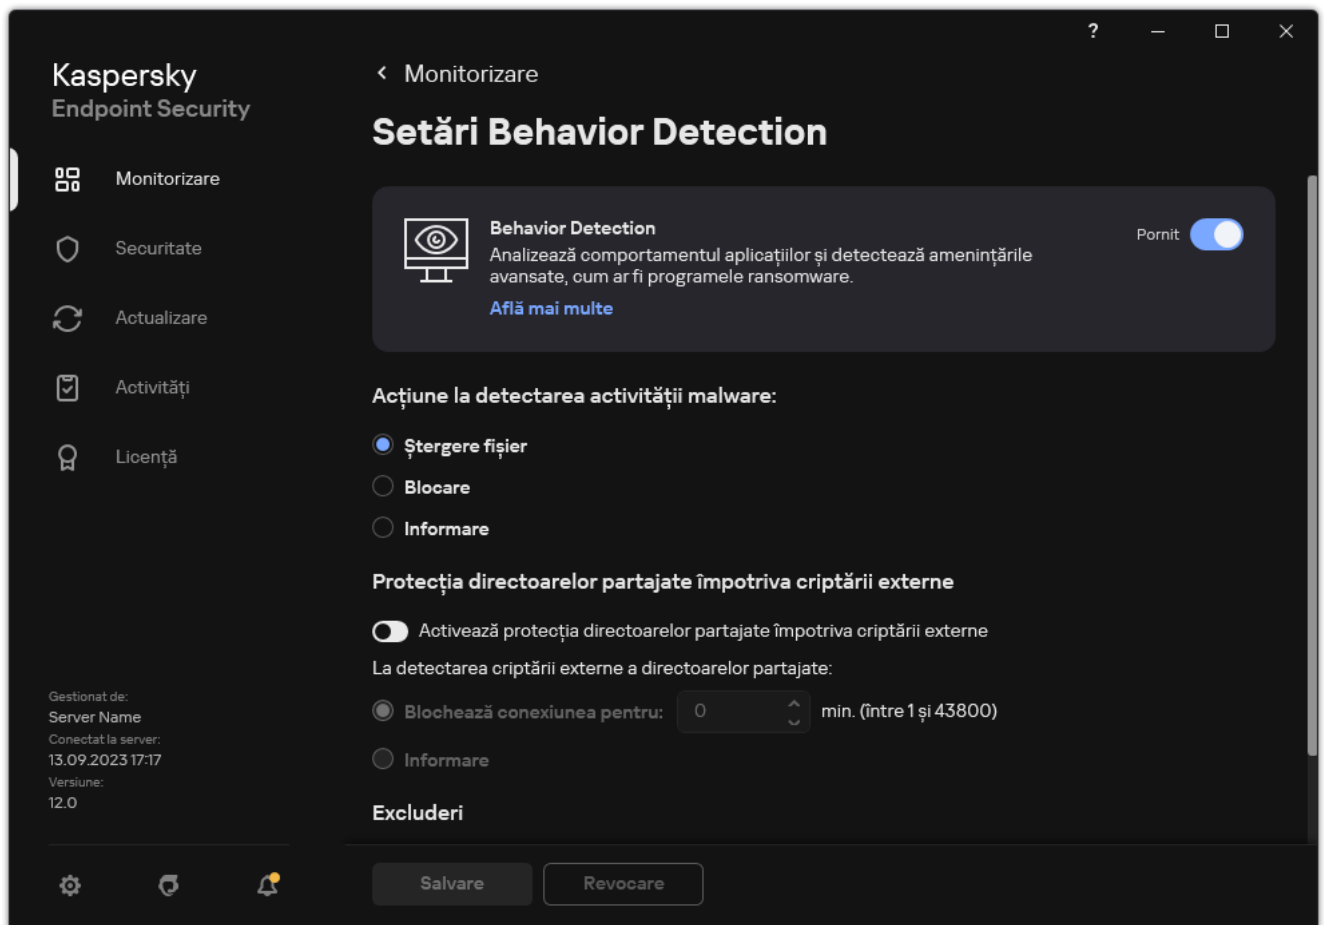 ?
Kaspersky
Endpoint Security
Monitorizare
Securitate
Actualizare
Activități
Licență
Gestionat de:
Server Name
Conectat la server:
13.09.2023 17:17
Versiune:
12.0
Monitorizare
Setări Behavior Detection
Behavior Detection
Analizează comportamentul aplicațiilor și detectează amenințările
avansate, cum ar fi programele ransomware.
Află mai multe
Pornit
Acțiune la detectarea activității malware:
Ștergere fișier
Blocare
Informare
Protecția directoarelor partajate împotriva criptării externe
Activează protecția directoarelor partajate împotriva criptării externe
La detectarea criptării externe a directoarelor partajate:
Blochează conexiunea pentru: 0 min. (între 1 și 43800)
Informare
Excluderi
Salvare Revocare